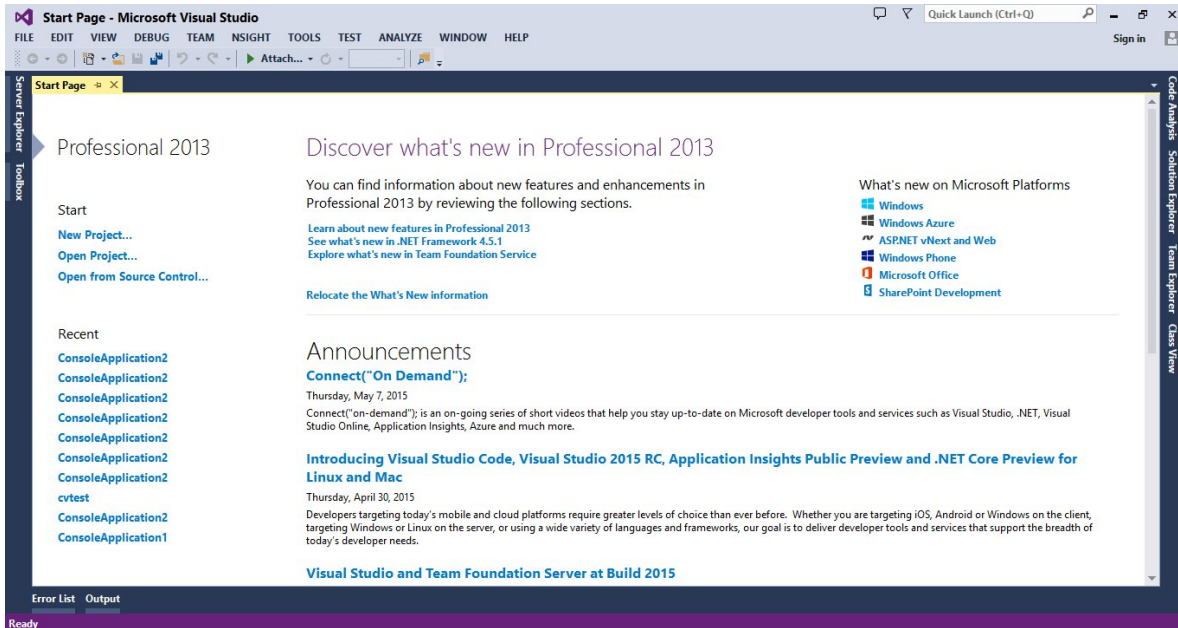 Start Page - Microsoft Visual Studio
Quick Launch (Ctrl+Q)
FILE EDIT VIEW DEBUG TEAM NSIGHT TOOLS TEST ANALYZE WINDOW HELP
Sign in
Attach...
Server Explorer
Toolbox
Start Page
Professional 2013
Start
New Project...
Open Project...
Open from Source Control...
Recent
ConsoleApplication2
ConsoleApplication2
ConsoleApplication2
ConsoleApplication2
ConsoleApplication2
ConsoleApplication2
ConsoleApplication2
cvtest
ConsoleApplication2
ConsoleApplication1
Discover what's new in Professional 2013
You can find information about new features and enhancements in
Professional 2013 by reviewing the following sections.
Learn about new features in Professional 2013
See what's new in .NET Framework 4.5.1
Explore what's new in Team Foundation Service
Relocate the What's New information
What's new on Microsoft Platforms
Windows
Windows Azure
ASP.NET vNext and Web
Windows Phone
Microsoft Office
SharePoint Development
Announcements
Connect("On Demand");
Thursday, May 7, 2015
Connect("on-demand"); is an on-going series of short videos that help you stay up-to-date on Microsoft developer tools and services such as Visual Studio, .NET, Visual
Studio Online, Application Insights, Azure and much more.
Introducing Visual Studio Code, Visual Studio 2015 RC, Application Insights Public Preview and .NET Core Preview for
Linux and Mac
Thursday, April 30, 2015
Developers targeting today's mobile and cloud platforms require greater levels of choice than ever before. Whether you are targeting iOS, Android or Windows on the client,
targeting Windows or Linux on the server, or using a wide variety of languages and frameworks, our goal is to deliver developer tools and services that support the breadth of
today's developer needs.
Visual Studio and Team Foundation Server at Build 2015
Code Analysis
Solution Explorer
Team Explorer
Class View
Error List Output
Ready